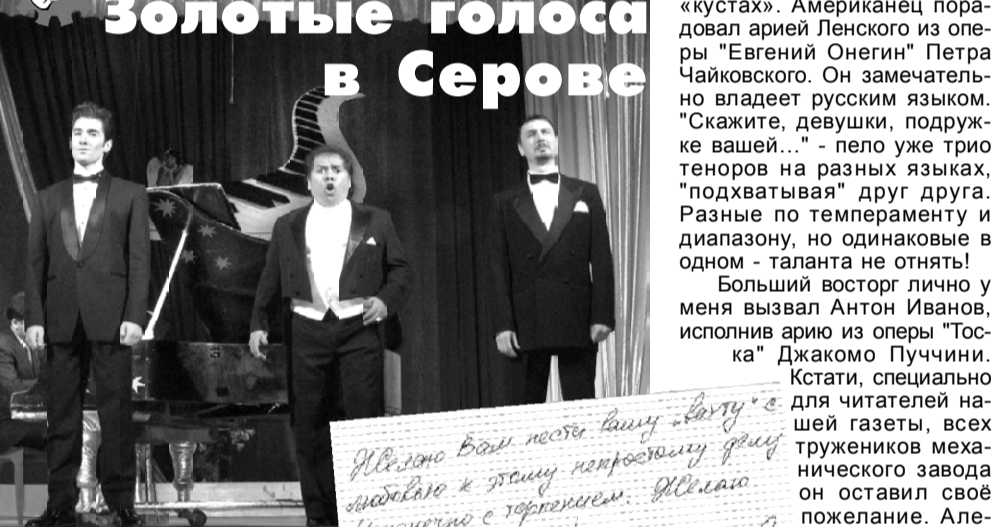 Золотые голоса
в Серове
«кустах». Американец пора-
довал арией Ленского из опе-
ры "Евгений Онегин" Петра
Чайковского. Он замечатель-
но владеет русским языком.
"Скажите, девушки, подруж-
ке вашей..." - пело уже трио
теноров на разных языках,
"подхватывая" друг друга.
Разные по темпераменту и
диапазону, но одинаковые в
одном - таланта не отнять!
Больший восторг лично у
меня вызвал Антон Иванов,
исполнив арию из оперы "Тос-
ка" Джакомо Пуччини.
Кстати, специально
для читателей на-
шей газеты, всех
тружеников меха-
нического завода
он оставил своё
пожелание. Але-
Желаю Вам нести вашу „вахту" с
любовью к этому непростому делу
с терпением. Желаю